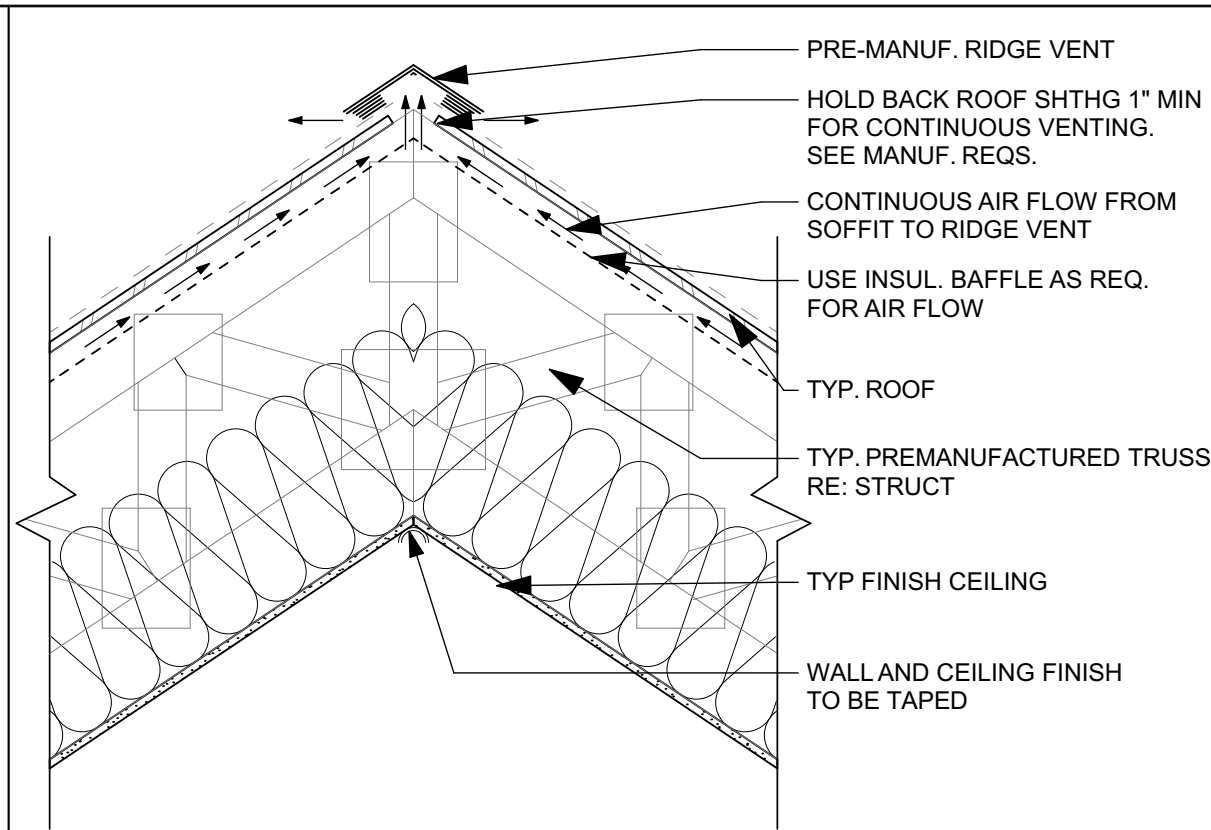 PRE-MANUF. RIDGE VENT
HOLD BACK ROOF SHTHG 1" MIN
FOR CONTINUOUS VENTING.
SEE MANUF. REQS.
CONTINUOUS AIR FLOW FROM
SOFFIT TO RIDGE VENT
USE INSUL. BAFFLE AS REQ.
FOR AIR FLOW
TYP. ROOF
TYP. PREMANUFACTURED TRUSS
RE: STRUCT
TYP FINISH CEILING
WALL AND CEILING FINISH
TO BE TAPED